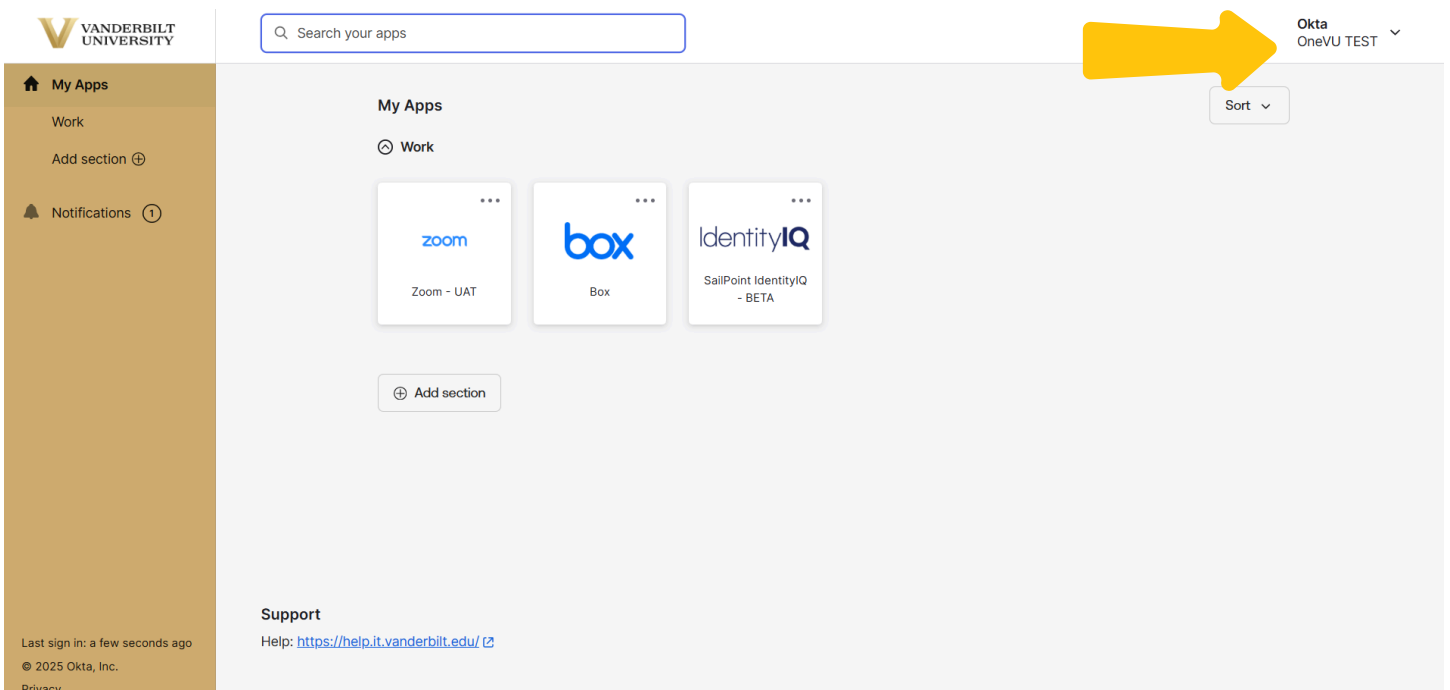 VANDERBILT
UNIVERSITY
Search your apps
Okta
OneVU TEST
My Apps
Work
Add section
Notifications 1
My Apps
Sort
Work
zoom
Zoom - UAT
box
Box
IdentityIQ
SailPoint IdentityIQ
- BETA
Add section
Support
Help: https://help.it.vanderbilt.edu/
Last sign in: a few seconds ago
© 2025 Okta, Inc.
Privacy